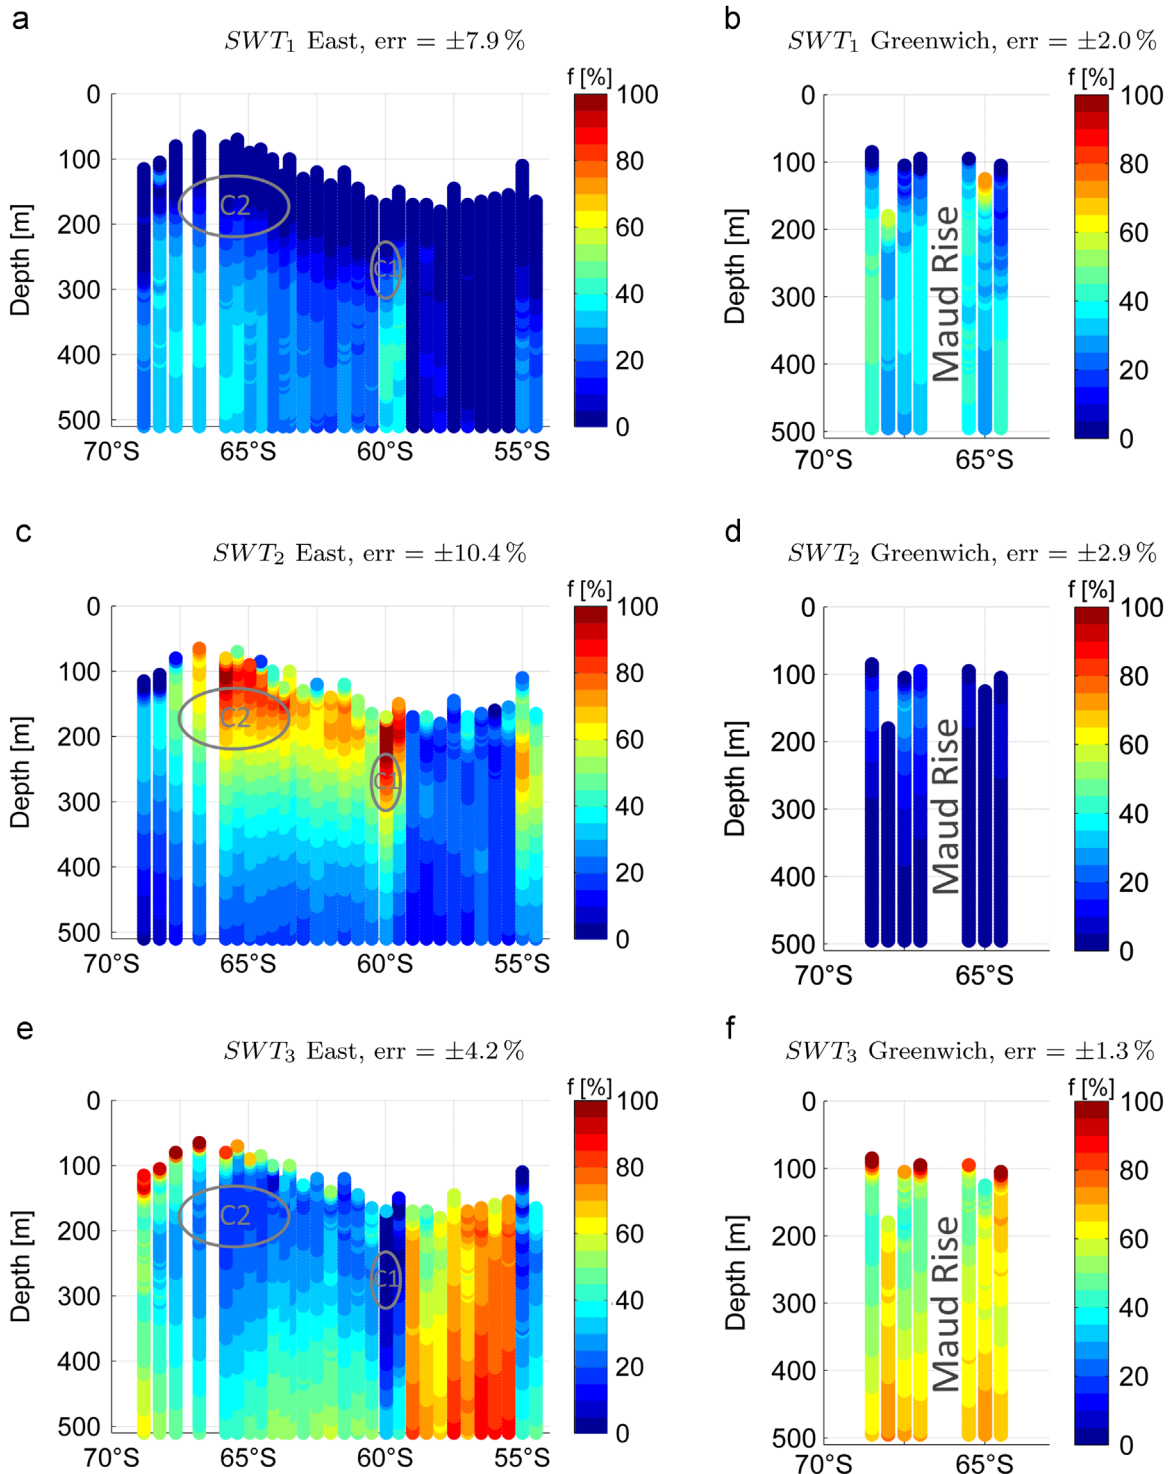 a
SWT₁ East, err = ±7.9 %
f [%]
0
100
200
300
400
500
Depth [m]
70°S
65°S
60°S
55°S
C2
C1
100
80
60
40
20
0
b
SWT₁ Greenwich, err = ±2.0 %
f [%]
0
100
200
300
400
500
Depth [m]
70°S
65°S
Maud Rise
100
80
60
40
20
0
c
SWT₂ East, err = ±10.4 %
f [%]
0
100
200
300
400
500
Depth [m]
70°S
65°S
60°S
55°S
C2
C1
100
80
60
40
20
0
d
SWT₂ Greenwich, err = ±2.9 %
f [%]
0
100
200
300
400
500
Depth [m]
70°S
65°S
Maud Rise
100
80
60
40
20
0
e
SWT₃ East, err = ±4.2 %
f [%]
0
100
200
300
400
500
Depth [m]
70°S
65°S
60°S
55°S
C2
C1
100
80
60
40
20
0
f
SWT₃ Greenwich, err = ±1.3 %
f [%]
0
100
200
300
400
500
Depth [m]
70°S
65°S
Maud Rise
100
80
60
40
20
0